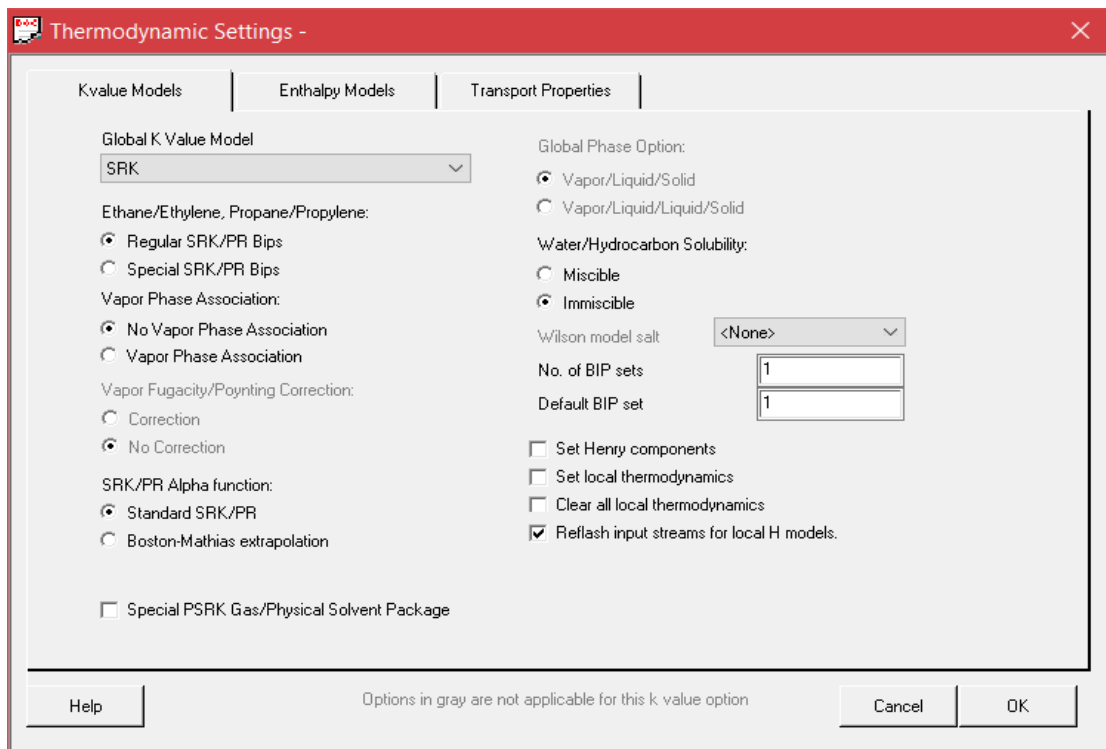 Thermodynamic Settings -
Kvalue Models
Enthalpy Models
Transport Properties
Global K Value Model
SRK
Ethane/Ethylene, Propane/Propylene:
Regular SRK/PR Bips
Special SRK/PR Bips
Vapor Phase Association:
No Vapor Phase Association
Vapor Phase Association
Vapor Fugacity/Poynting Correction:
Correction
No Correction
SRK/PR Alpha function:
Standard SRK/PR
Boston-Mathias extrapolation
Special PSRK Gas/Physical Solvent Package
Global Phase Option:
Vapor/Liquid/Solid
Vapor/Liquid/Liquid/Solid
Water/Hydrocarbon Solubility:
Miscible
Immiscible
Wilson model salt <None>
No. of BIP sets 1
Default BIP set 1
Set Henry components
Set local thermodynamics
Clear all local thermodynamics
Reflash input streams for local H models.
Help
Options in gray are not applicable for this k value option
Cancel
OK